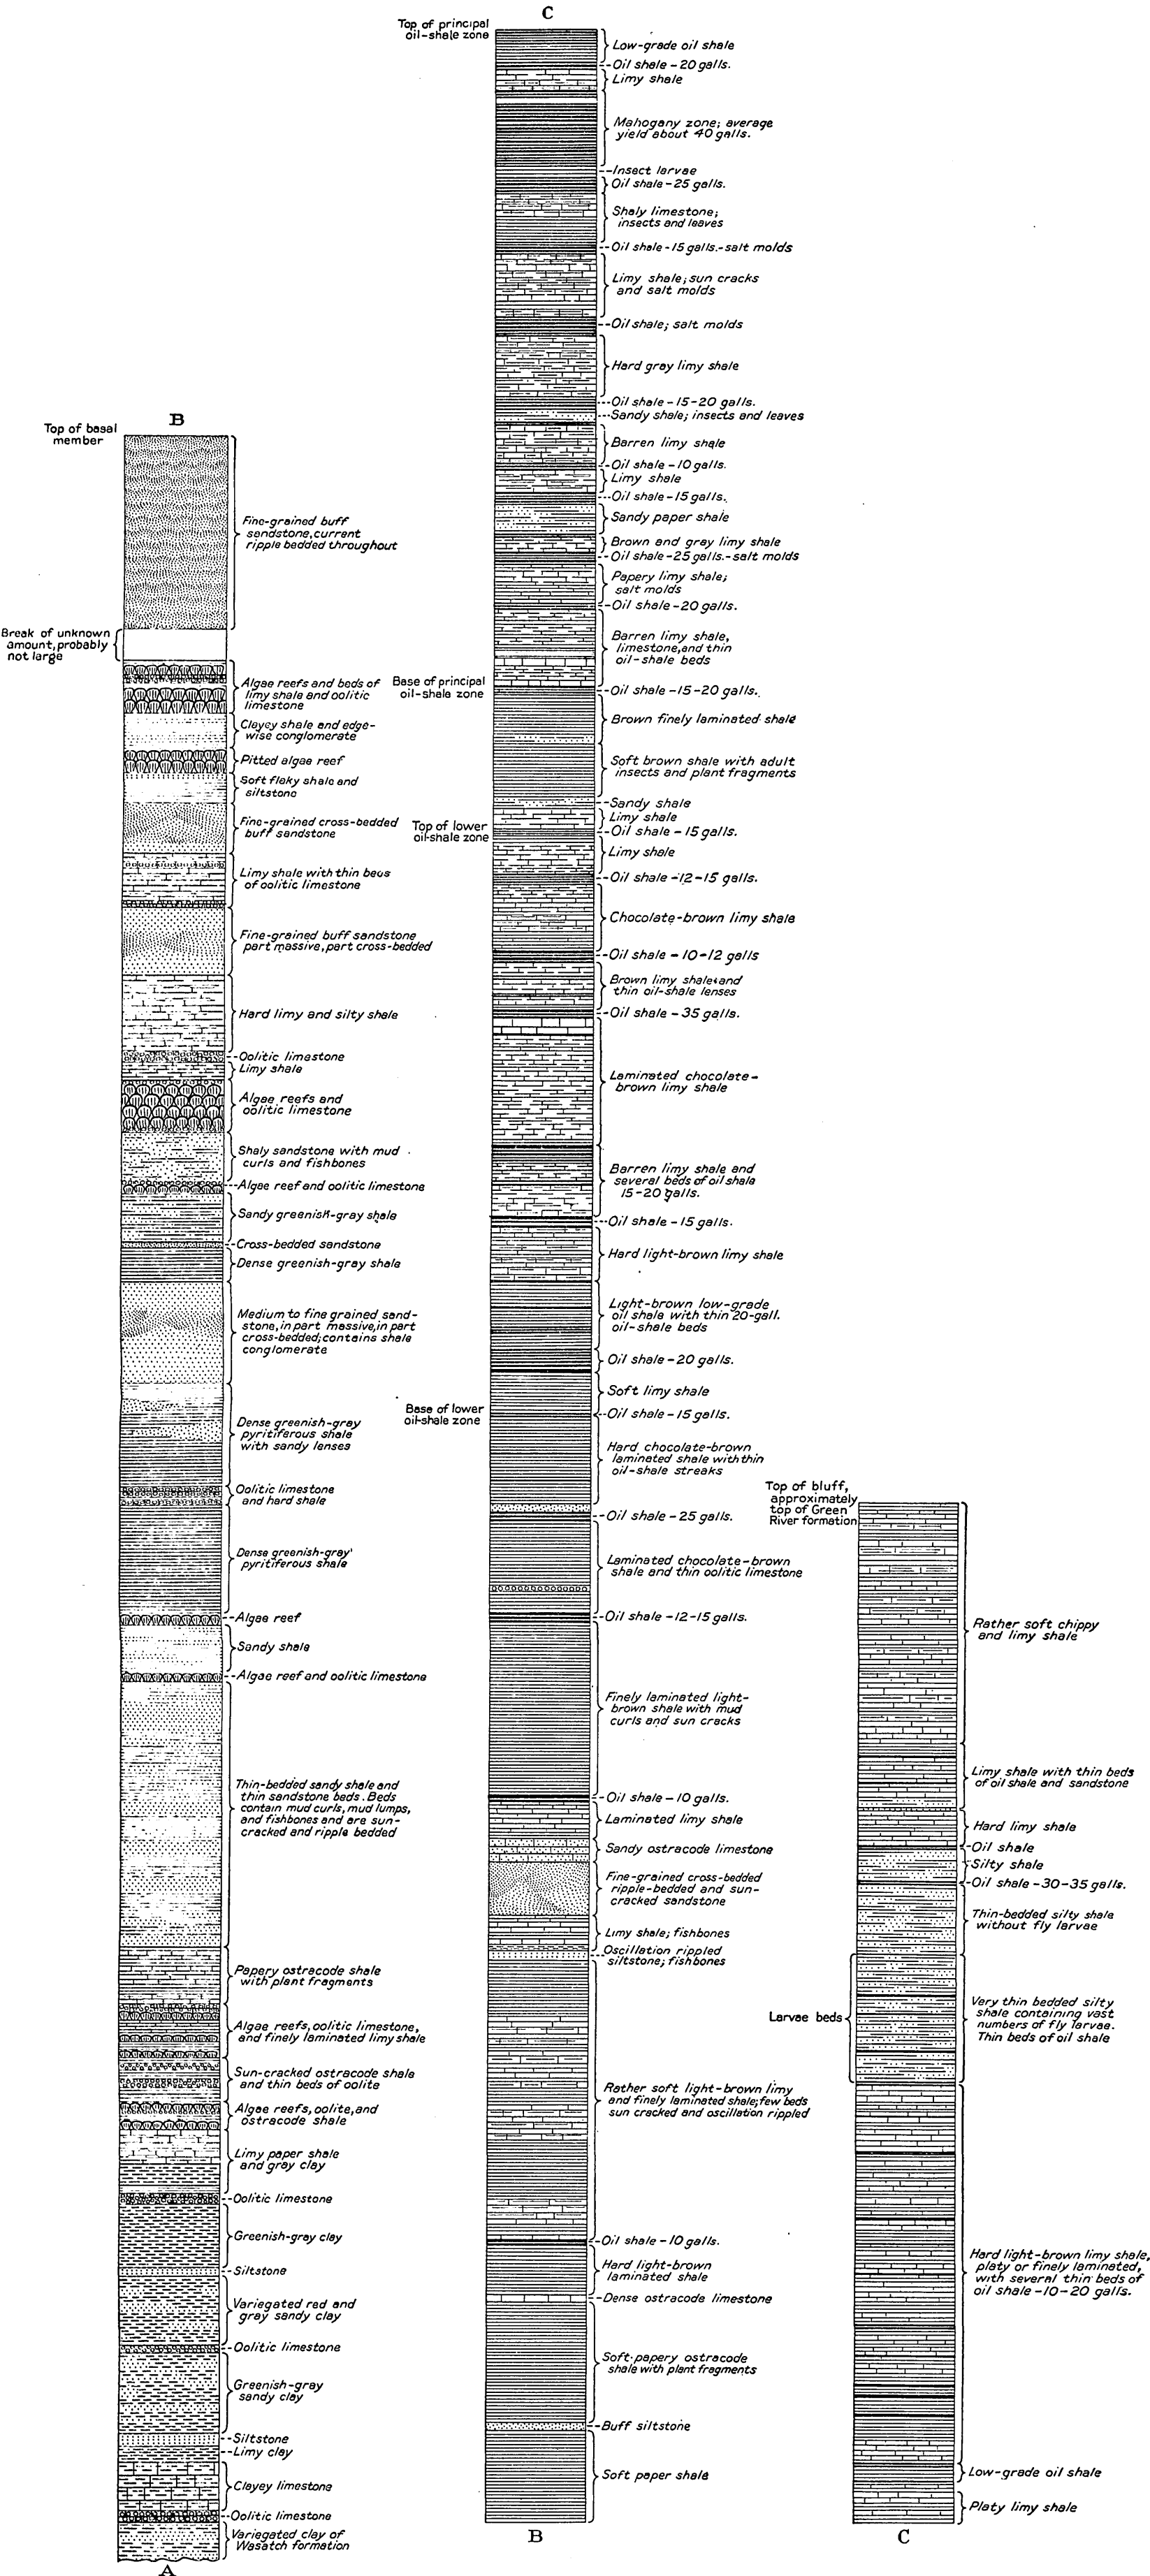 B
Top of basal
member
Fine-grained buff
sandstone, current
ripple bedded throughout
Break of unknown
amount, probably
not large
Algae reefs and beds of
limy shale and oolitic
limestone
Clayey shale and edge-
wise conglomerate
Pitted algae reef
Soft flaky shale and
siltstone
Fine-grained cross-bedded
buff sandstone
Limy shale with thin beds
of oolitic limestone
Fine-grained buff sandstone
part massive, part cross-bedded
Hard limy and silty shale
Oolitic limestone
Limy shale
Algae reefs and
oolitic limestone
Shaly sandstone with mud
curls and fishbones
Algae reef and oolitic limestone
Sandy greenish-gray shale
Cross-bedded sandstone
Dense greenish-gray shale
Medium to fine grained sand-
stone, in part massive, in part
cross-bedded; contains shale
conglomerate
Dense greenish-gray
pyritiferous shale
with sandy lenses
Oolitic limestone
and hard shale
Dense greenish-gray
pyritiferous shale
Algae reef
Sandy shale
Algae reef and oolitic limestone
Thin-bedded sandy shale and
thin sandstone beds. Beds
contain mud curls, mud lumps,
and fishbones and are sun-
cracked and ripple bedded
Papery ostracode shale
with plant fragments
Algae reefs, oolitic limestone,
and finely laminated limy shale
Sun-cracked ostracode shale
and thin beds of oolite
Algae reefs, oolite, and
ostracode shale
Limy paper shale
and gray clay
Oolitic limestone
Greenish-gray clay
Siltstone
Variegated red and
gray sandy clay
Oolitic limestone
Greenish-gray
sandy clay
Siltstone
Limy clay
Clayey limestone
Oolitic limestone
Variegated clay of
Wasatch formation
A
C
Top of principal
oil-shale zone
Low-grade oil shale
Oil shale - 20 galls.
Limy shale
Mahogany zone; average
yield about 40 galls.
Insect larvae
Oil shale - 25 galls.
Shaly limestone;
insects and leaves
Oil shale - 15 galls. - salt molds
Limy shale; sun cracks
and salt molds
Oil shale; salt molds
Hard gray limy shale
Oil shale - 15-20 galls.
Sandy shale; insects and leaves
Barren limy shale
Oil shale - 10 galls.
Limy shale
Oil shale - 15 galls.
Sandy paper shale
Brown and gray limy shale
Oil shale - 25 galls. - salt molds
Papery limy shale;
salt molds
Oil shale - 20 galls.
Barren limy shale,
limestone, and thin
oil-shale beds
Base of principal
oil-shale zone
Oil shale - 15-20 galls.
Brown finely laminated shale
Soft brown shale with adult
insects and plant fragments
Sandy shale
Limy shale
Top of lower
oil-shale zone
Oil shale - 15 galls.
Limy shale
Oil shale - 12-15 galls.
Chocolate-brown limy shale
Oil shale - 10-12 galls
Brown limy shale and
thin oil-shale lenses
Oil shale - 35 galls.
Laminated chocolate-
brown limy shale
Barren limy shale and
several beds of oil shale
15-20 galls.
Oil shale - 15 galls.
Hard light-brown limy shale
Light-brown low-grade
oil shale with thin 20-gall.
oil-shale beds
Oil shale - 20 galls.
Soft limy shale
Base of lower
oil-shale zone
Oil shale - 15 galls.
Hard chocolate-brown
laminated shale with thin
oil-shale streaks
Oil shale - 25 galls.
Laminated chocolate-brown
shale and thin oolitic limestone
Oil shale - 12-15 galls.
Finely laminated light-
brown shale with mud
curls and sun cracks
Oil shale - 10 galls.
Laminated limy shale
Sandy ostracode limestone
Fine-grained cross-bedded
ripple-bedded and sun-
cracked sandstone
Limy shale; fishbones
Oscillation rippled
siltstone; fishbones
Rather soft light-brown limy
and finely laminated shale; few beds
sun cracked and oscillation rippled
Oil shale - 10 galls.
Hard light-brown
laminated shale
Dense ostracode limestone
Soft papery ostracode
shale with plant fragments
Buff siltstone
Soft paper shale
B
Top of bluff,
approximately
top of Green
River formation
Rather soft chippy
and limy shale
Limy shale with thin beds
of oil shale and sandstone
Hard limy shale
Oil shale
Silty shale
Oil shale - 30-35 galls.
Thin-bedded silty shale
without fly larvae
Larvae beds
Very thin bedded silty
shale containing vast
numbers of fly larvae.
Thin beds of oil shale
Hard light-brown limy shale,
platy or finely laminated,
with several thin beds of
oil shale - 10-20 galls.
Low-grade oil shale
Platy limy shale
C